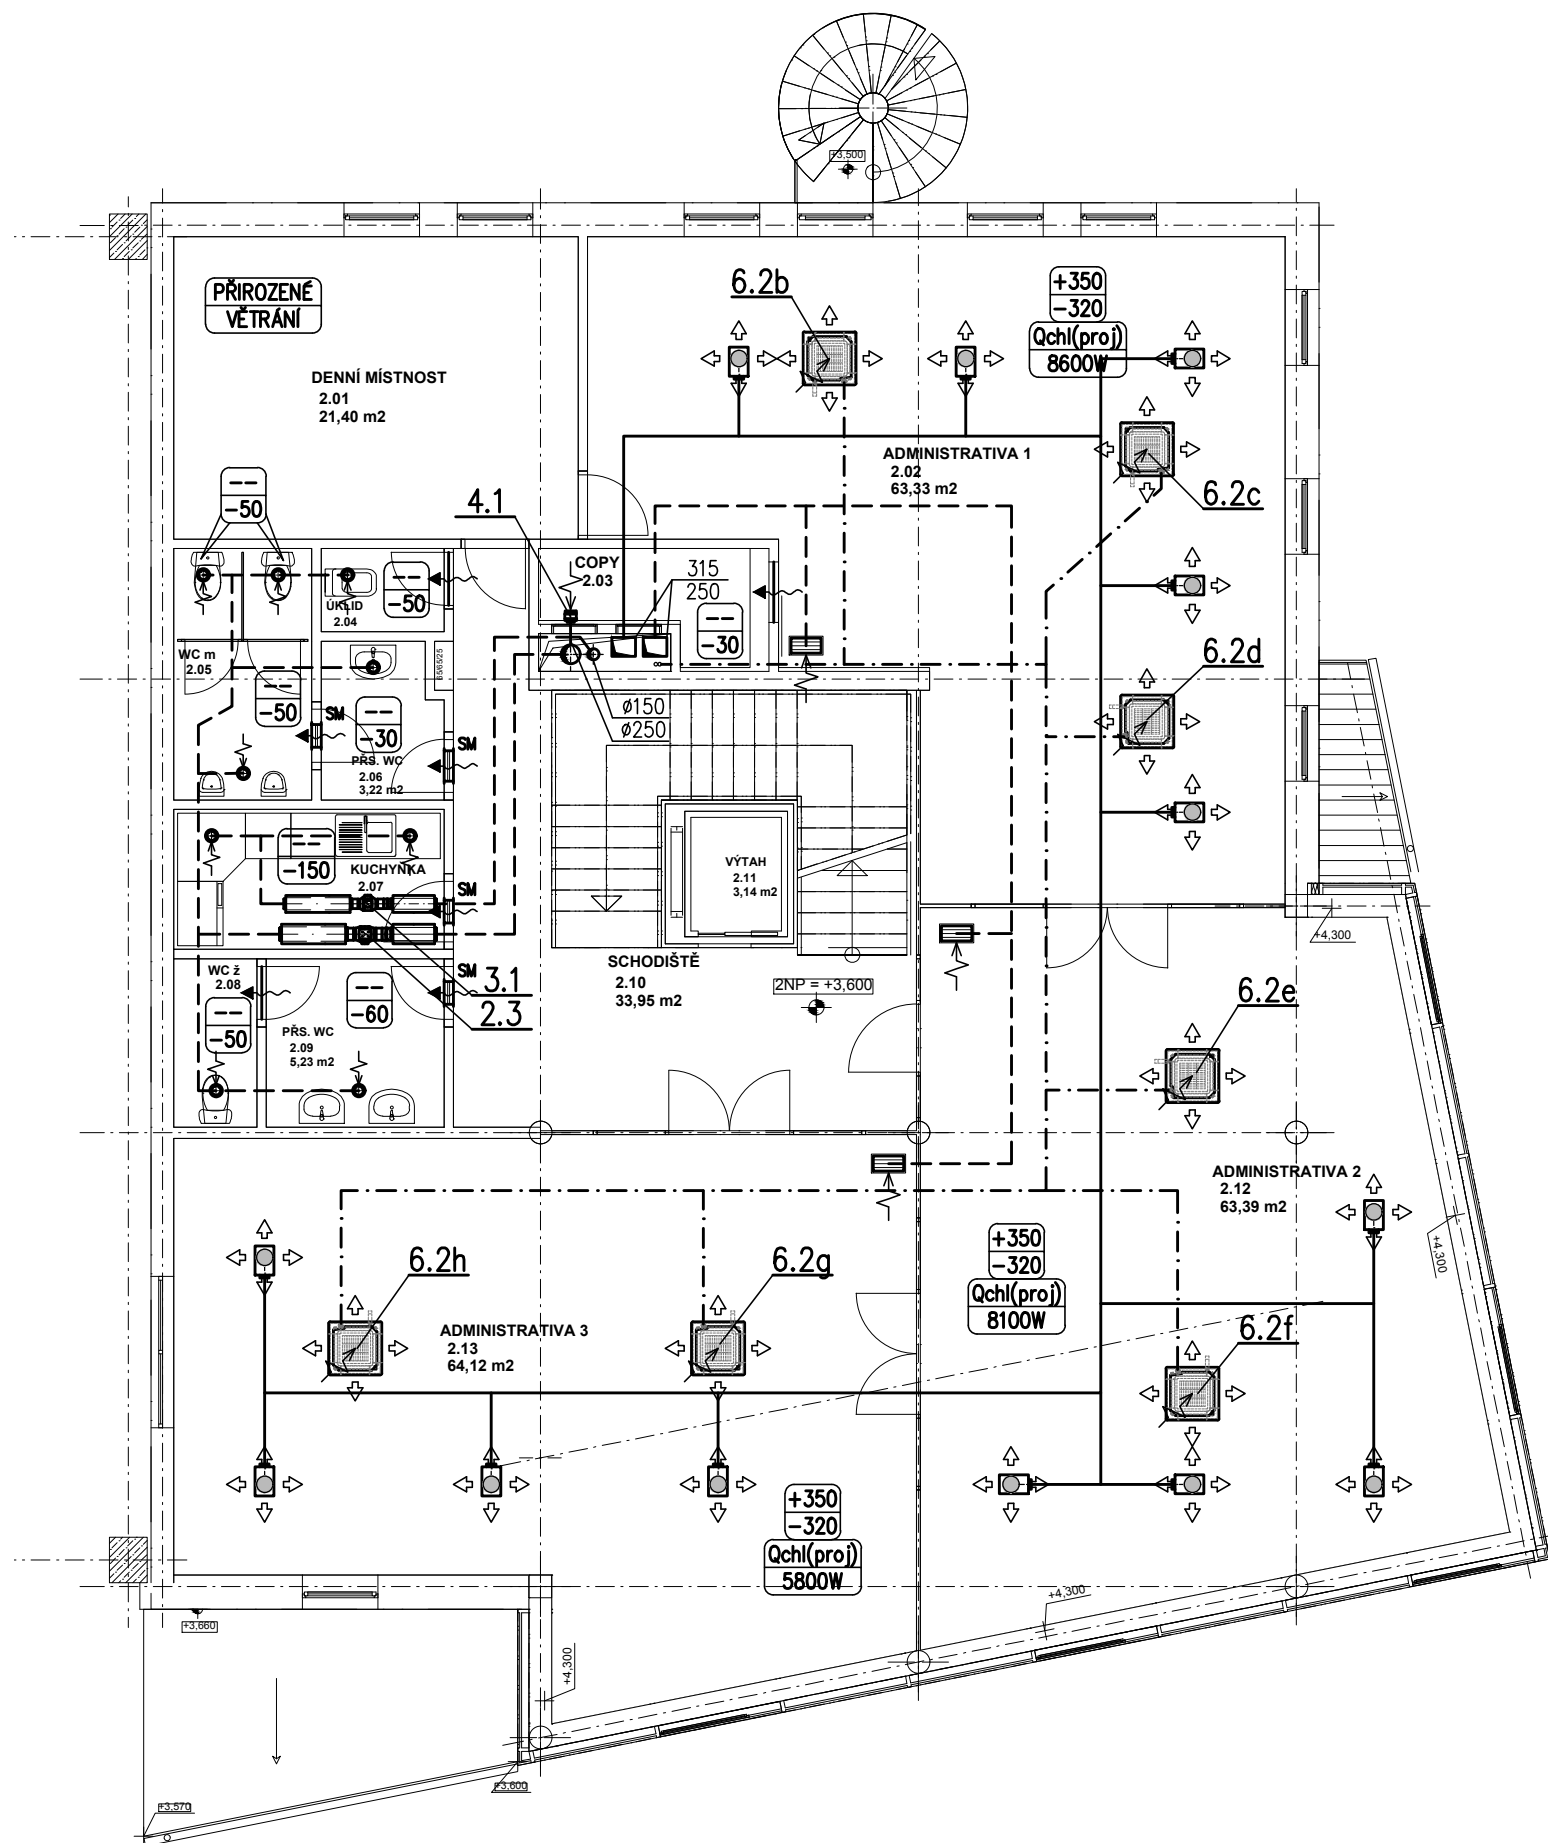 +3,500
PŘIROZENÉ
VĚTRÁNÍ
6.2b
+350
-320
Qchl(proj)
8600W
DENNÍ MÍSTNOST
2.01
21,40 m2
ADMINISTRATIVA 1
2.02
63,33 m2
6.2c
--
-50
4.1
COPY
2.03
315
250
--
-50
ÚKLID
2.04
--
-30
WC m
2.05
65/65/25
6.2d
--
-50
SM
--
-30
SM
ø150
ø250
PŘS. WC
2.06
3,22 m2
--
-150
KUCHYŇKA
2.07
SM
VÝTAH
2.11
3,14 m2
+4,300
WC ž
2.08
SM
3.1
2.3
SCHODIŠTĚ
2.10
33,95 m2
2NP = +3,600
6.2e
--
-50
--
-60
PŘS. WC
2.09
5,23 m2
ADMINISTRATIVA 2
2.12
63,39 m2
+4,300
+350
-320
Qchl(proj)
8100W
6.2h
6.2g
6.2f
ADMINISTRATIVA 3
2.13
64,12 m2
+350
-320
Qchl(proj)
5800W
+4,300
+3,660
+4,300
+3,600
+3,570